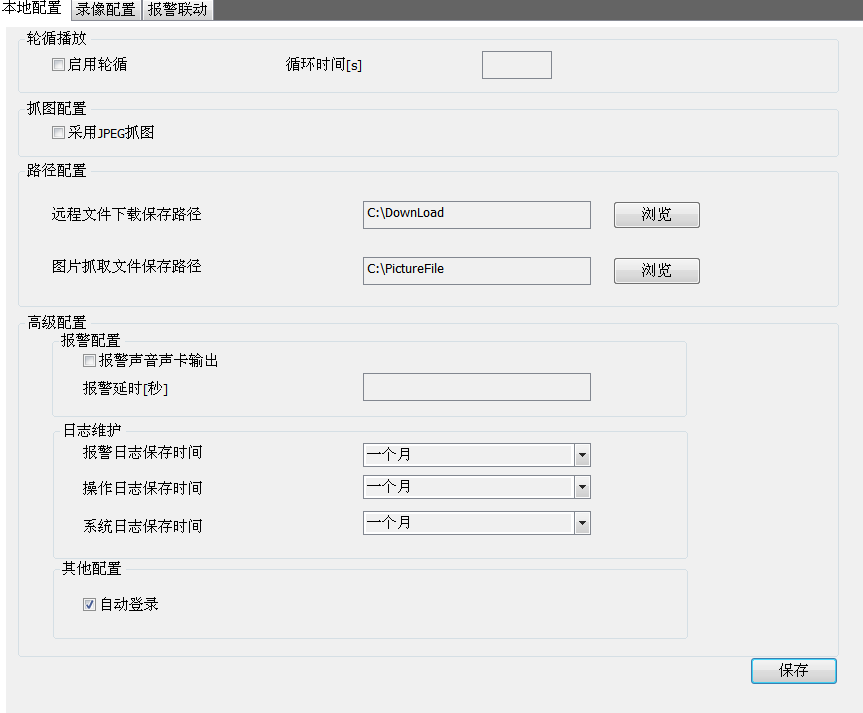 本地配置 录像配置 报警联动
轮循播放
启用轮循 循环时间[s]
抓图配置
采用JPEG抓图
路径配置
远程文件下载保存路径 C:\DownLoad 浏览
图片抓取文件保存路径 C:\PictureFile 浏览
高级配置
报警配置
报警声音声卡输出
报警延时[秒]
日志维护
报警日志保存时间 一个月
操作日志保存时间 一个月
系统日志保存时间 一个月
其他配置
自动登录
保存